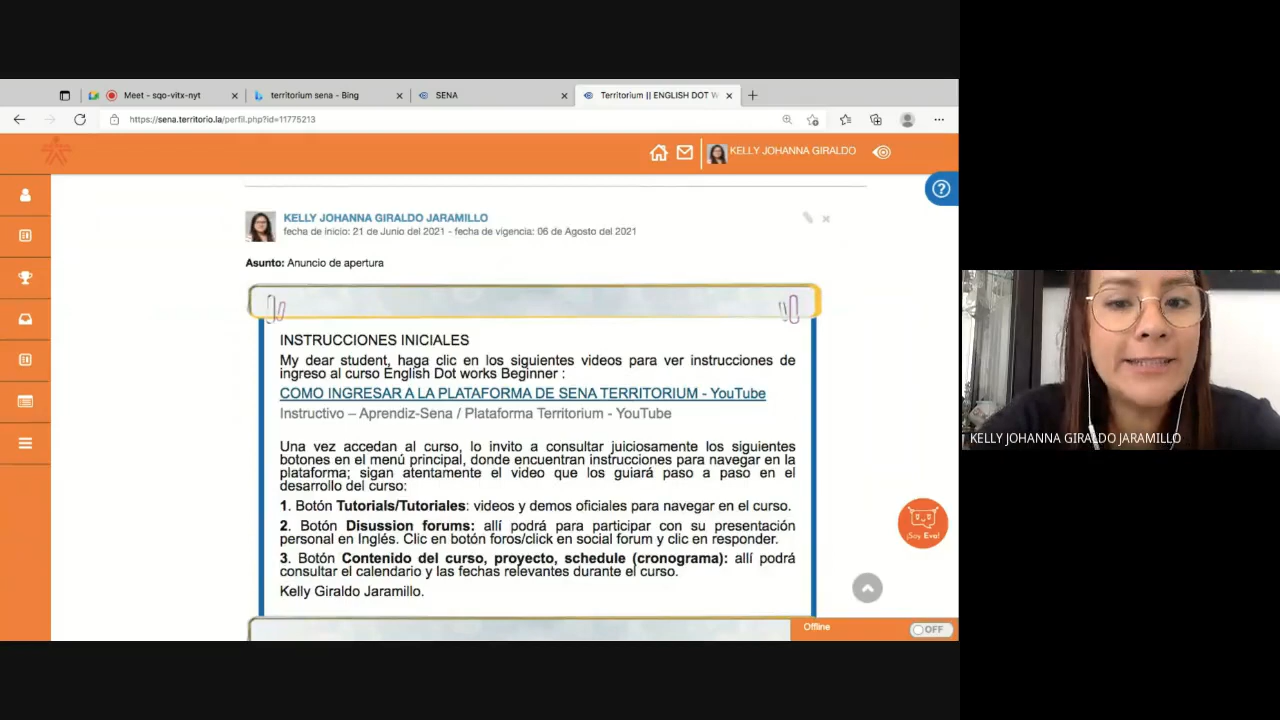 Meet - sqo-vitx-nyt
territorium sena - Bing
SENA
Territorium || ENGLISH DOT W
https://sena.territorio.la/perfil.php?id=11775213
KELLY JOHANNA GIRALDO
KELLY JOHANNA GIRALDO JARAMILLO
fecha de inicio: 21 de Junio del 2021 - fecha de vigencia: 06 de Agosto del 2021
Asunto: Anuncio de apertura
INSTRUCCIONES INICIALES
My dear student, haga clic en los siguientes videos para ver instrucciones de
ingreso al curso English Dot works Beginner :
COMO INGRESAR A LA PLATAFORMA DE SENA TERRITORIUM - YouTube
Instructivo – Aprendiz-Sena / Plataforma Territorium - YouTube
Una vez accedan al curso, lo invito a consultar juiciosamente los siguientes
botones en el menú principal, donde encuentran instrucciones para navegar en la
plataforma; sigan atentamente el video que los guiará paso a paso en el
desarrollo del curso:
1. Botón Tutorials/Tutoriales: videos y demos oficiales para navegar en el curso.
2. Botón Disussion forums: allí podrá para participar con su presentación
personal en Inglés. Clic en botón foros/click en social forum y clic en responder.
3. Botón Contenido del curso, proyecto, schedule (cronograma): allí podrá
consultar el calendario y las fechas relevantes durante el curso.
Kelly Giraldo Jaramillo.
¡Soy Eva!
Offline
OFF
KELLY JOHANNA GIRALDO JARAMILLO